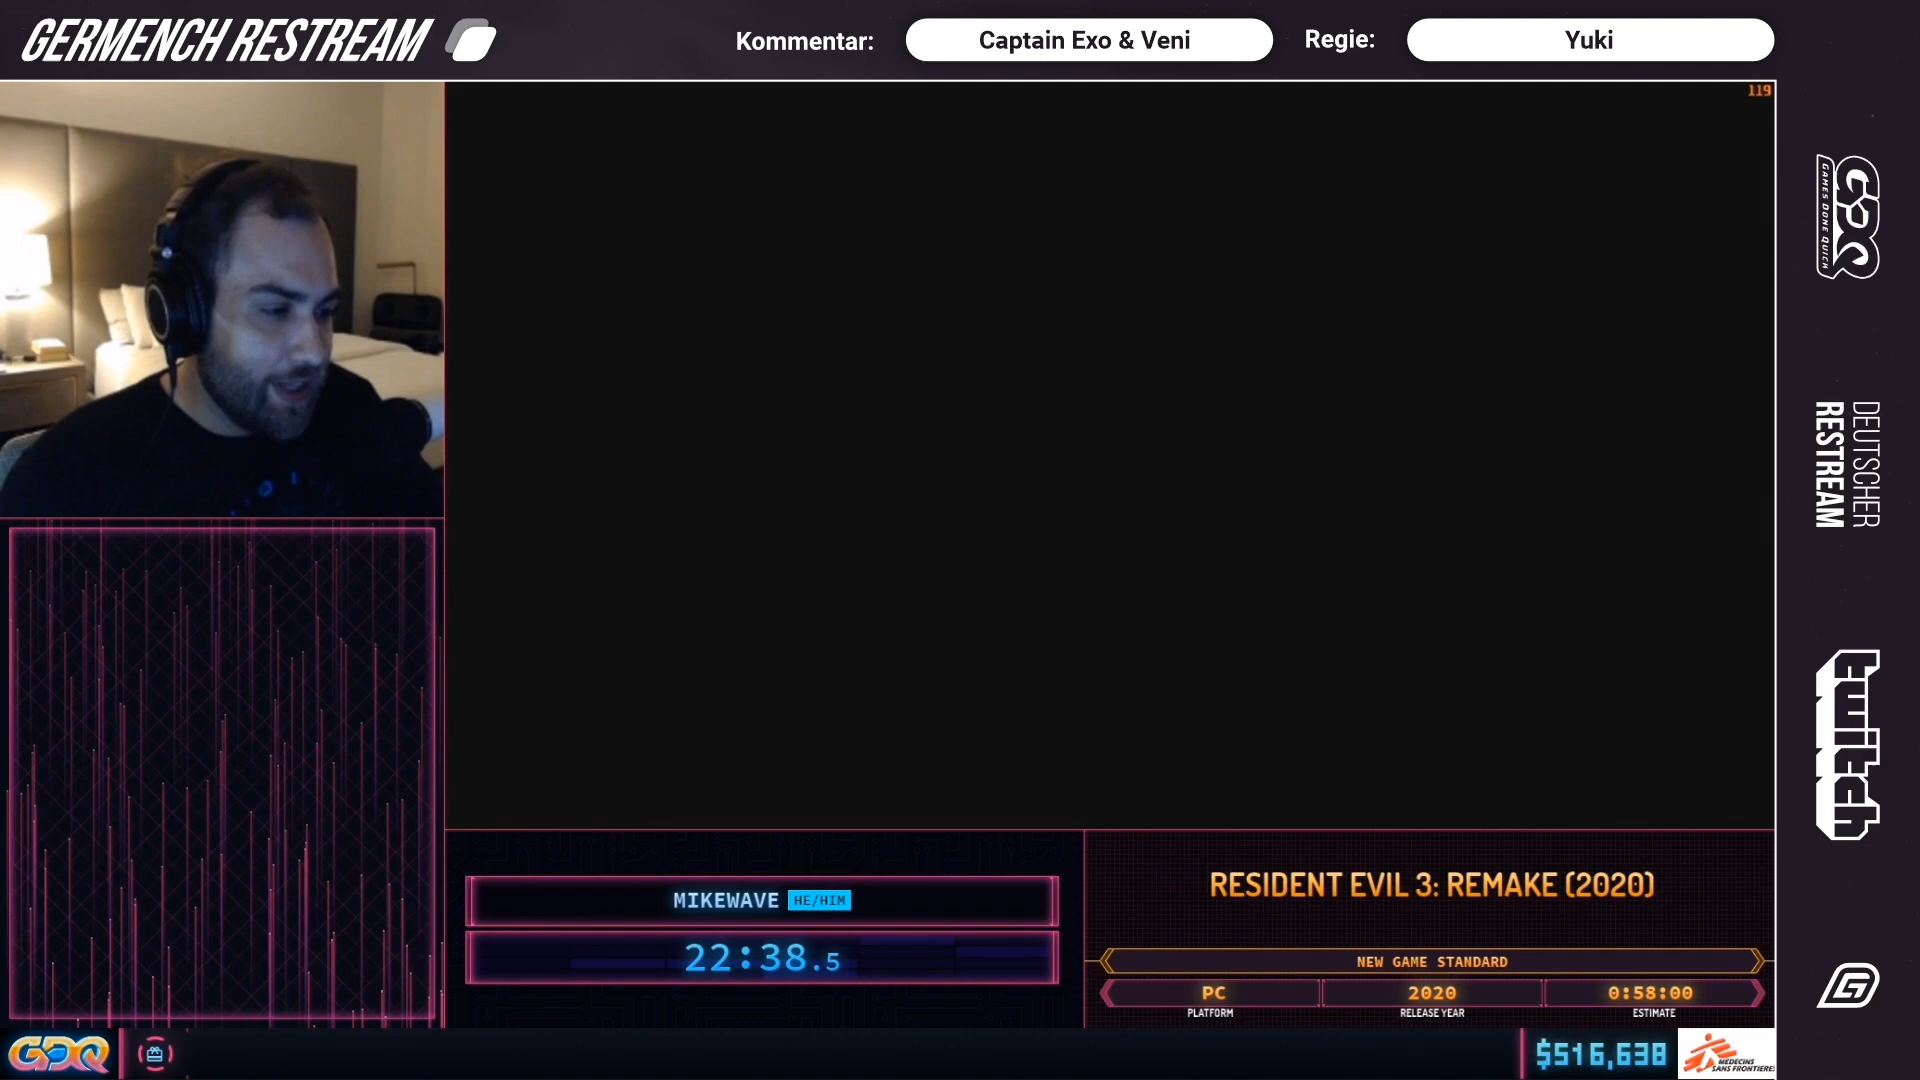 GERMENCH RESTREAM
Kommentar:
Captain Exo & Veni
Regie:
Yuki
119
GDQ
GAMES DONE QUICK
DEUTSCHER
RESTREAM
twitch
MIKEWAVE HE/HIM
22:38.5
RESIDENT EVIL 3: REMAKE (2020)
NEW GAME STANDARD
PC
2020
0:58:00
PLATFORM
RELEASE YEAR
ESTIMATE
GDQ
$516,638
MEDECINS
SANS FRONTIERES